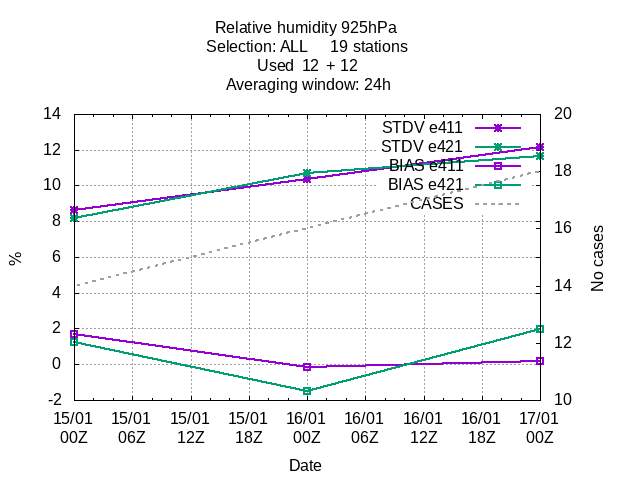 Relative humidity 925hPa
Selection: ALL 19 stations
Used 12 + 12
Averaging window: 24h
14 20
STDV e411
12
STDV e421
BIAS e411
18
10
BIAS e421
CASES
8 16
6
%
No cases
4 14
2
12
0
-2 10
15/01 15/01 15/01 15/01 16/01 16/01 16/01 16/01 17/01
00Z 06Z 12Z 18Z 00Z 06Z 12Z 18Z 00Z
Date